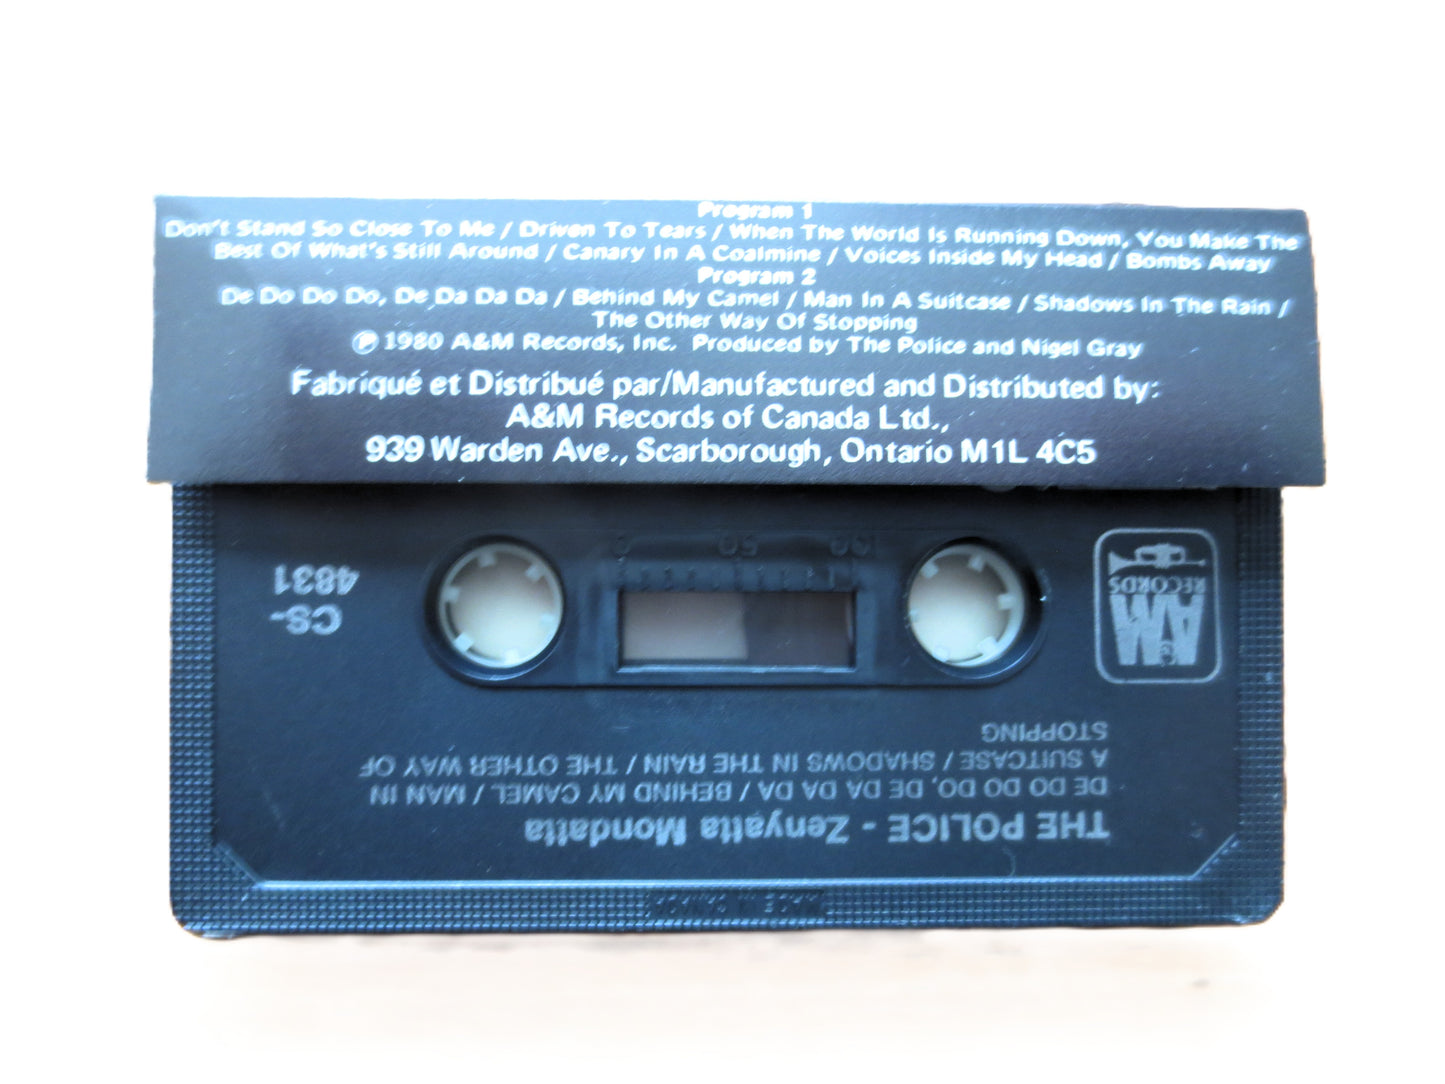 Program 1
Don't Stand So Close To Me / Driven To Tears / When The World Is Running Down, You Make The
Best Of What's Still Around / Canary In A Coalmine / Voices Inside My Head / Bombs Away
Program 2
De Do Do Do, De Da Da Da / Behind My Camel / Man In A Suitcase / Shadows In The Rain /
The Other Way Of Stopping
℗ 1980 A&M Records, Inc. Produced by The Police and Nigel Gray
Fabriqué et Distribué par/Manufactured and Distributed by:
A&M Records of Canada Ltd.,
939 Warden Ave., Scarborough, Ontario M1L 4C5
THE POLICE - Zenyatta Mondatta
DE DO DO DO, DE DA DA DA / BEHIND MY CAMEL / MAN IN
A SUITCASE / SHADOWS IN THE RAIN / THE OTHER WAY OF
STOPPING
A&M
RECORDS
CS-
4831
0 50
MADE IN CANADA